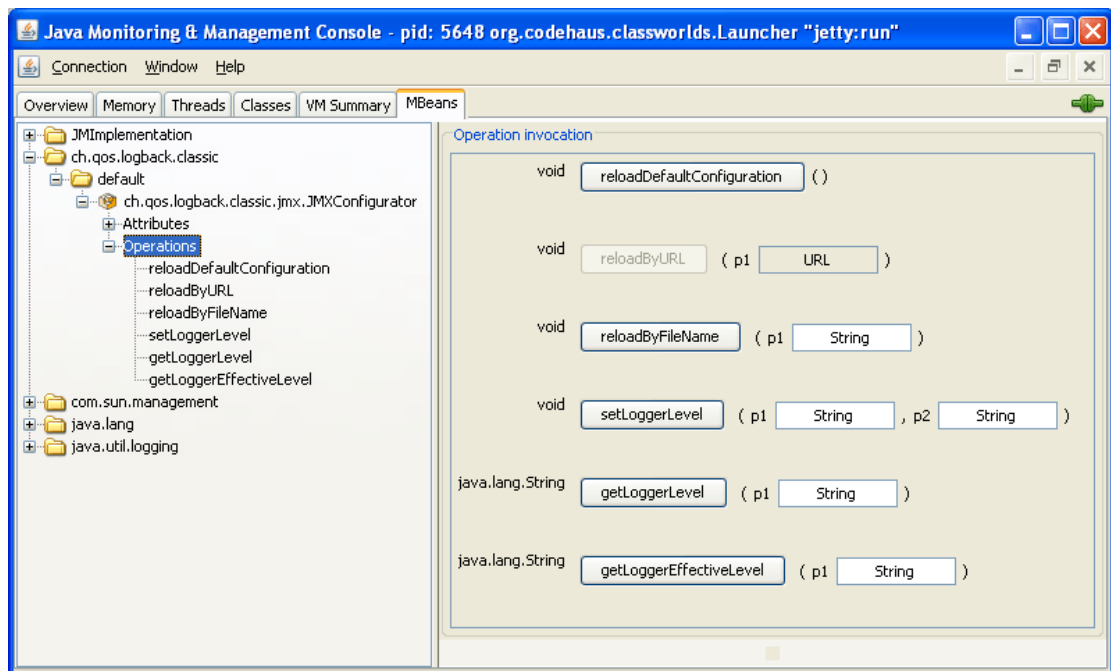 Java Monitoring & Management Console - pid: 5648 org.codehaus.classworlds.Launcher "jetty:run"
Connection Window Help
Overview Memory Threads Classes VM Summary MBeans
JMImplementation
ch.qos.logback.classic
default
ch.qos.logback.classic.jmx.JMXConfigurator
Attributes
Operations
reloadDefaultConfiguration
reloadByURL
reloadByFileName
setLoggerLevel
getLoggerLevel
getLoggerEffectiveLevel
com.sun.management
java.lang
java.util.logging
Operation invocation
void reloadDefaultConfiguration ()
void reloadByURL ( p1 URL )
void reloadByFileName ( p1 String )
void setLoggerLevel ( p1 String , p2 String )
java.lang.String getLoggerLevel ( p1 String )
java.lang.String getLoggerEffectiveLevel ( p1 String )